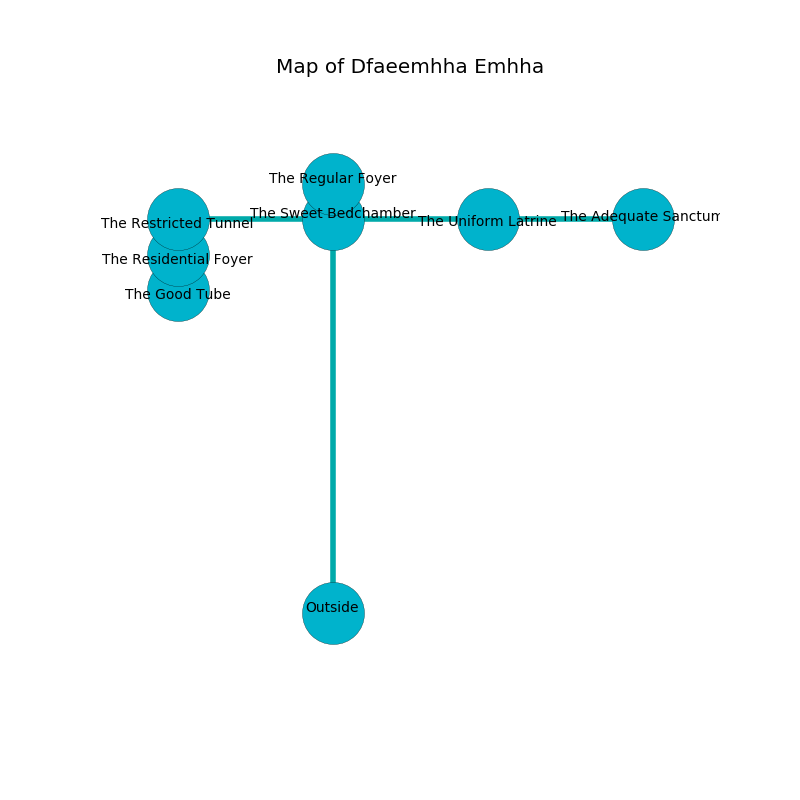 Map of Dfaeemhha Emhha
The Regular Foyer
The Sweet Bedchamber
The Adequate Sanctum
The Uniform Latrine
The Restricted Tunnel
The Residential Foyer
The Good Tube
Outside